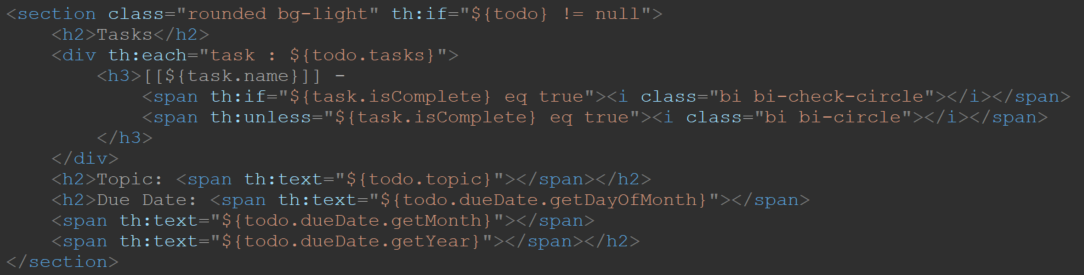 <section class="rounded bg-light" th:if="${todo} != null">
    <h2>Tasks</h2>
    <div th:each="task : ${todo.tasks}">
        <h3>[[${task.name}]] -
            <span th:if="${task.isComplete} eq true"><i class="bi bi-check-circle"></i></span>
            <span th:unless="${task.isComplete} eq true"><i class="bi bi-circle"></i></span>
        </h3>
    </div>
    <h2>Topic: <span th:text="${todo.topic}"></span></h2>
    <h2>Due Date: <span th:text="${todo.dueDate.getDayOfMonth}"></span>
    <span th:text="${todo.dueDate.getMonth}"></span>
    <span th:text="${todo.dueDate.getYear}"></span></h2>
</section>